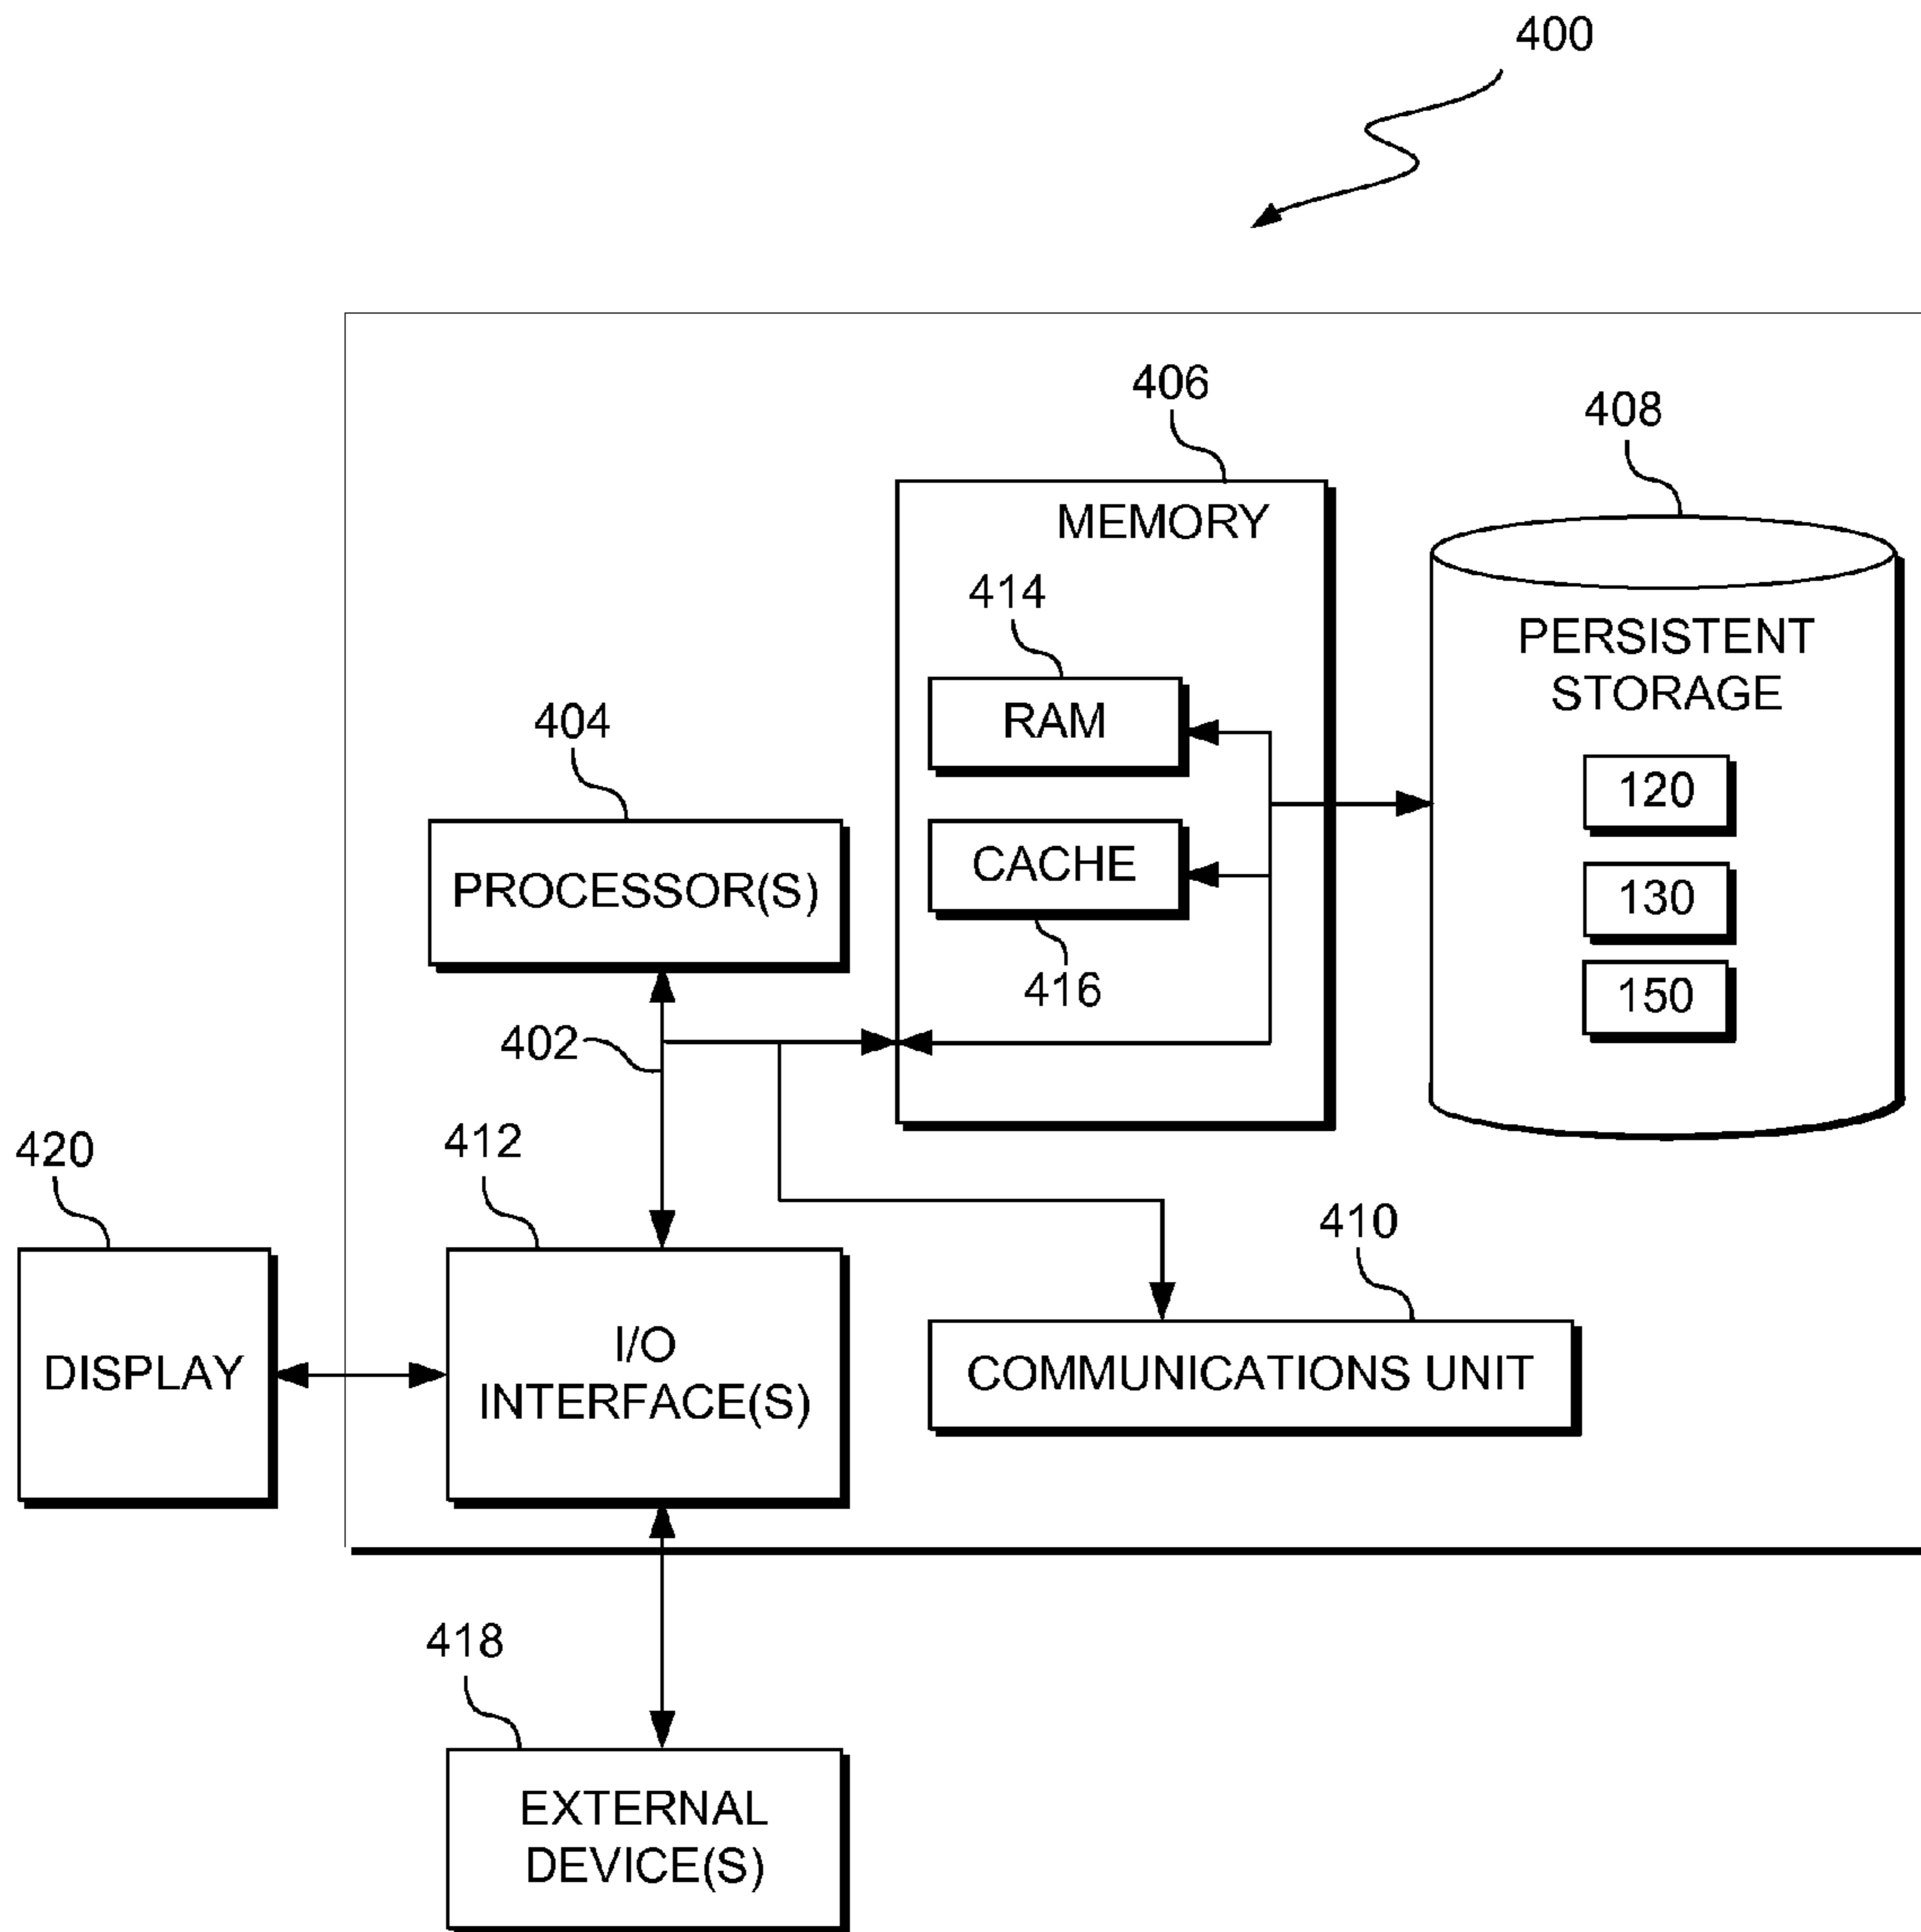 400
406
408
MEMORY
414
PERSISTENT
STORAGE
RAM
404
120
CACHE
PROCESSOR(S)
130
416
150
402
412
420
410
I/O
INTERFACE(S)
DISPLAY
COMMUNICATIONS UNIT
418
EXTERNAL
DEVICE(S)